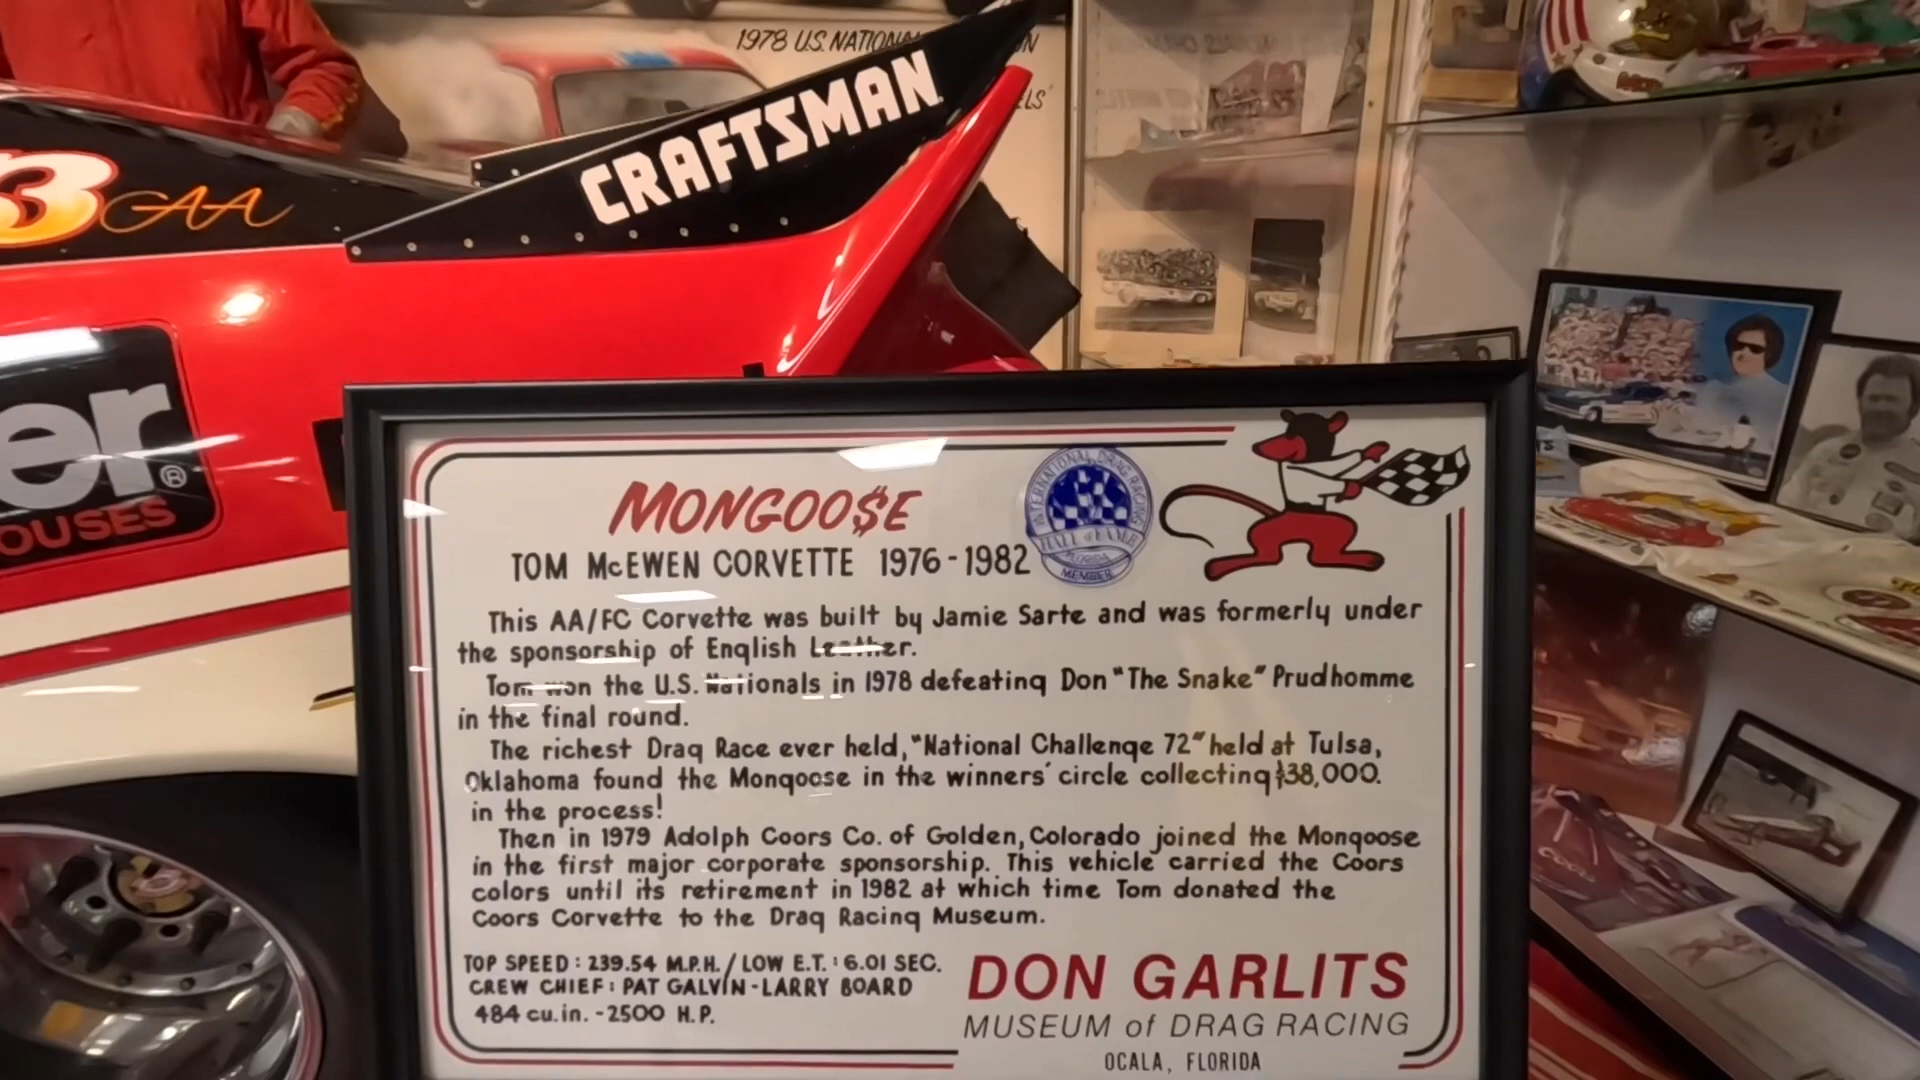 1978 U.S. NATION
CRAFTSMAN
3 AA
er®
OUSES
MONGOO$E
TOM McEWEN CORVETTE 1976-1982
INTERNATIONAL DRAG RACING
HALL of FAME
FLORIDA
MEMBER
This AA/FC Corvette was built by Jamie Sarte and was formerly under
the sponsorship of English Leather.
Tom won the U.S. Nationals in 1978 defeating Don "The Snake" Prudhomme
in the final round.
The richest Drag Race ever held, "National Challenge 72" held at Tulsa,
Oklahoma found the Mongoose in the winners' circle collecting $38,000.
in the process!
Then in 1979 Adolph Coors Co. of Golden, Colorado joined the Mongoose
in the first major corporate sponsorship. This vehicle carried the Coors
colors until its retirement in 1982 at which time Tom donated the
Coors Corvette to the Drag Racing Museum.
TOP SPEED: 239.54 M.P.H. / LOW E.T.: 6.01 SEC.
CREW CHIEF: PAT GALVIN-LARRY BOARD
484 cu.in. -2500 H.P.
DON GARLITS
MUSEUM of DRAG RACING
OCALA, FLORIDA